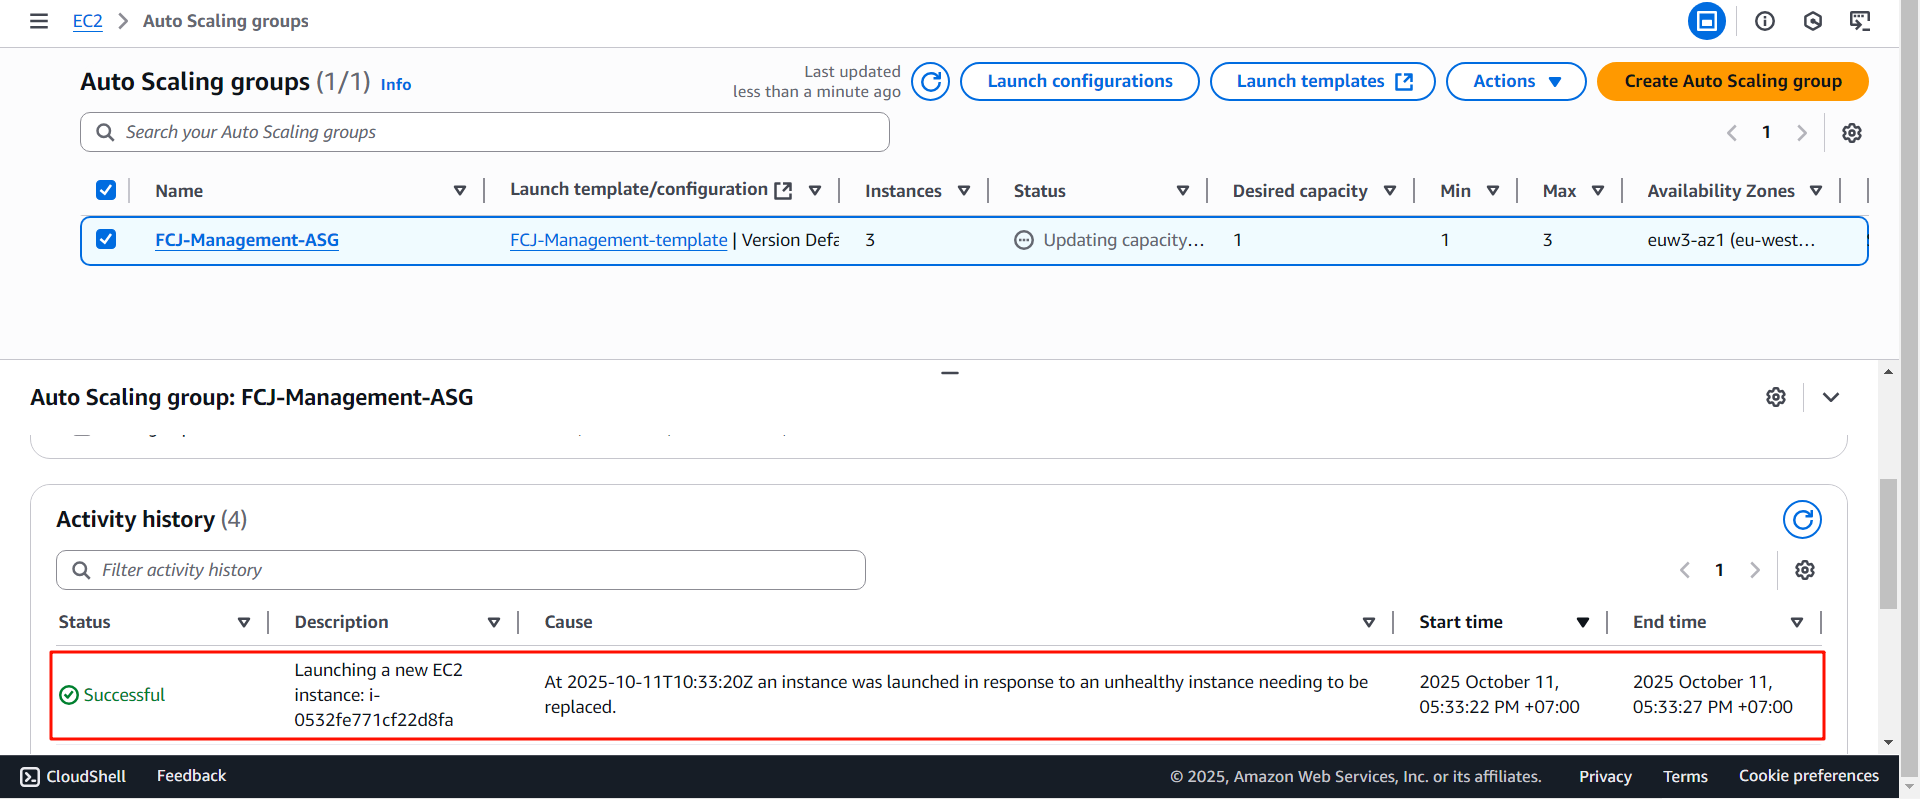 EC2 > Auto Scaling groups
Auto Scaling groups (1/1) Info
Last updated
less than a minute ago
Launch configurations
Launch templates
Actions
Create Auto Scaling group
Search your Auto Scaling groups
1
Name Launch template/configuration Instances Status Desired capacity Min Max Availability Zones
FCJ-Management-ASG FCJ-Management-template | Version Defa 3 Updating capacity... 1 1 3 euw3-az1 (eu-west...
Auto Scaling group: FCJ-Management-ASG
Activity history (4)
Filter activity history
1
Status Description Cause Start time End time
Successful
Launching a new EC2
instance: i-
0532fe771cf22d8fa
At 2025-10-11T10:33:20Z an instance was launched in response to an unhealthy instance needing to be
replaced.
2025 October 11,
05:33:22 PM +07:00
2025 October 11,
05:33:27 PM +07:00
CloudShell Feedback © 2025, Amazon Web Services, Inc. or its affiliates. Privacy Terms Cookie preferences